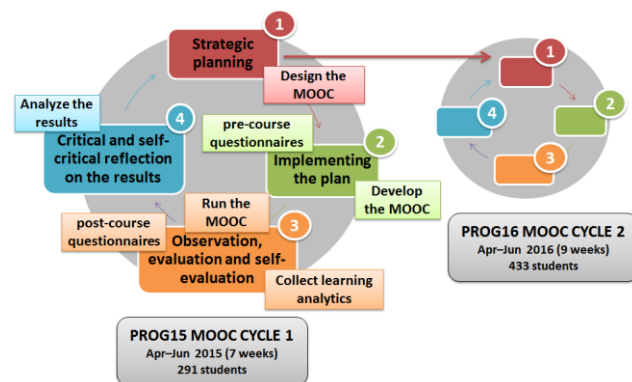 1
Strategic
planning
Design the
MOOC
Analyze the
results
4
Critical and self-
critical reflection
on the results
pre-course
questionnaires
2
Implementing
the plan
Develop
the MOOC
Run the
MOOC
post-course
questionnaires
3
Observation,
evaluation and self-
evaluation
Collect learning
analytics
PROG15 MOOC CYCLE 1
Apr–Jun 2015 (7 weeks)
291 students
1
2
3
4
PROG16 MOOC CYCLE 2
Apr–Jun 2016 (9 weeks)
433 students